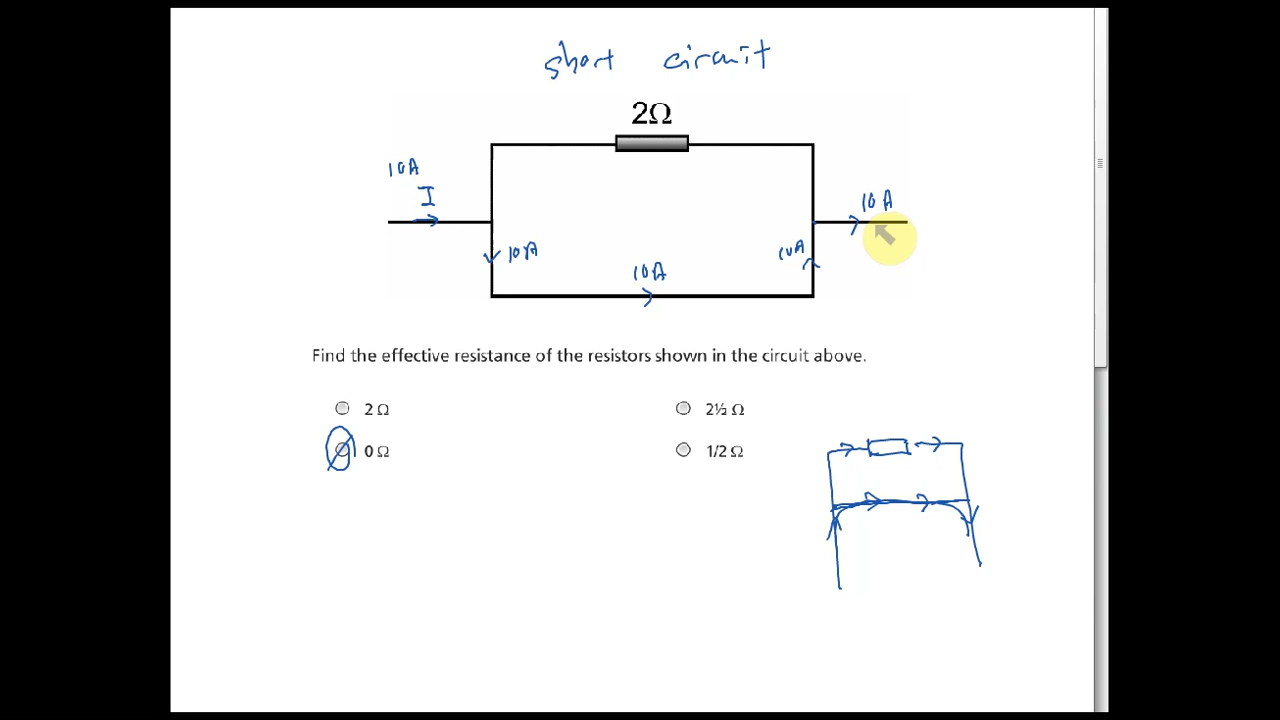 short circuit
2Ω
10A
I
10A
10A
10A
10A
Find the effective resistance of the resistors shown in the circuit above.
2 Ω
2½ Ω
0 Ω
1/2 Ω